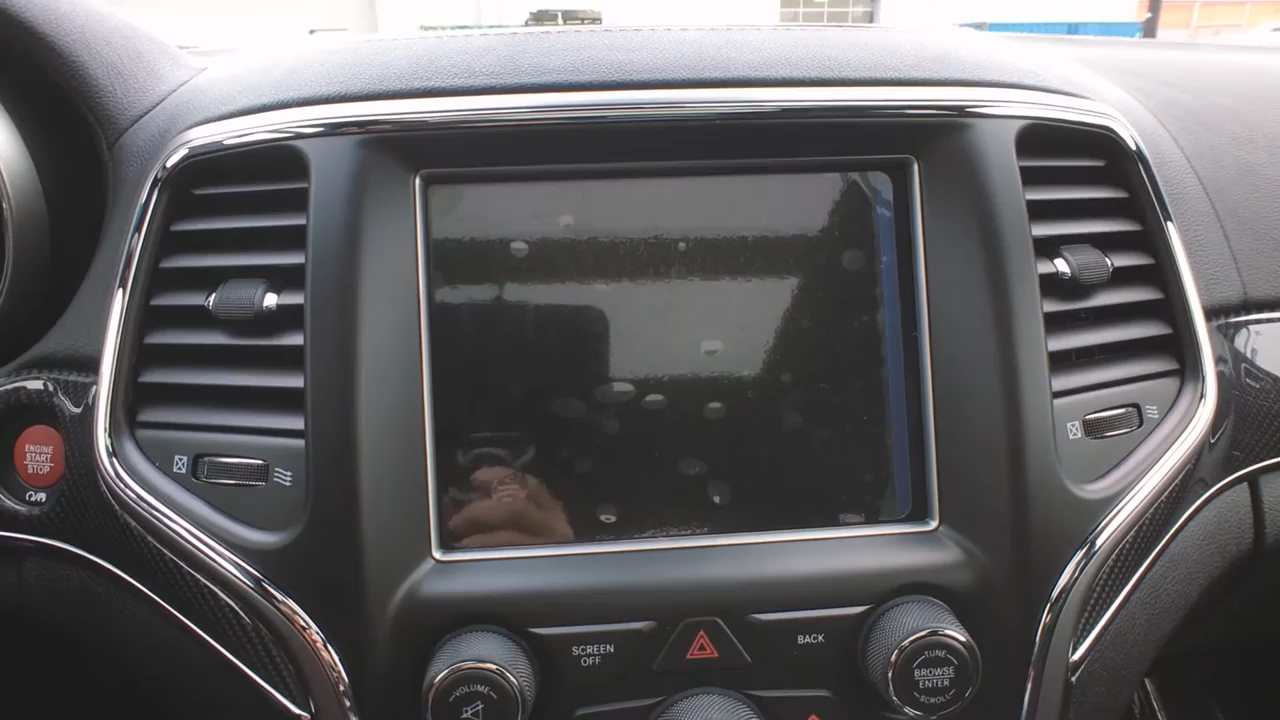 ENGINE
START
STOP
SCREEN
OFF
BACK
VOLUME
TUNE
BROWSE
ENTER
SCROLL